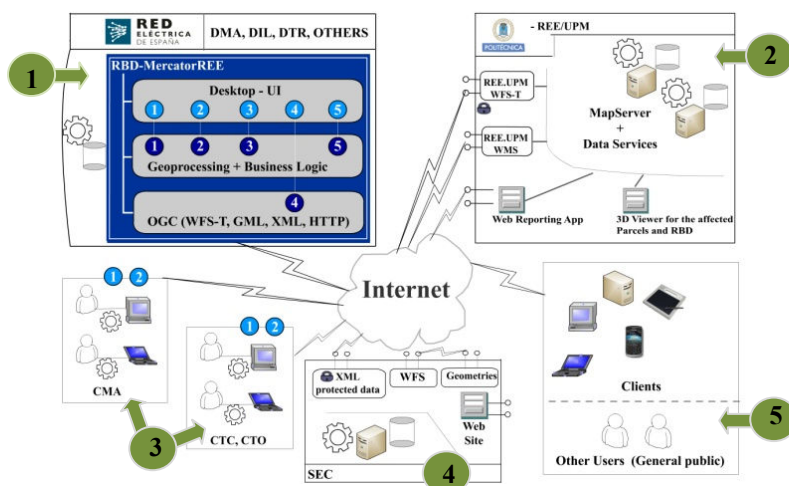 RED
ELÉCTRICA
DE ESPAÑA
DMA, DIL, DTR, OTHERS
1
RBD-MercatorREE
Desktop - UI
1 2 3 4 5
1 2 3 5
Geoprocessing + Business Logic
4
OGC (WFS-T, GML, XML, HTTP)
POLITÉCNICA
- REE/UPM
2
REE.UPM
WFS-T
REE.UPM
WMS
MapServer
+
Data Services
Web Reporting App
3D Viewer for the affected
Parcels and RBD
Internet
1 2
CMA
1 2
CTC, CTO
3
XML
protected data
WFS
Geometries
Web
Site
SEC
4
Clients
5
Other Users (General public)